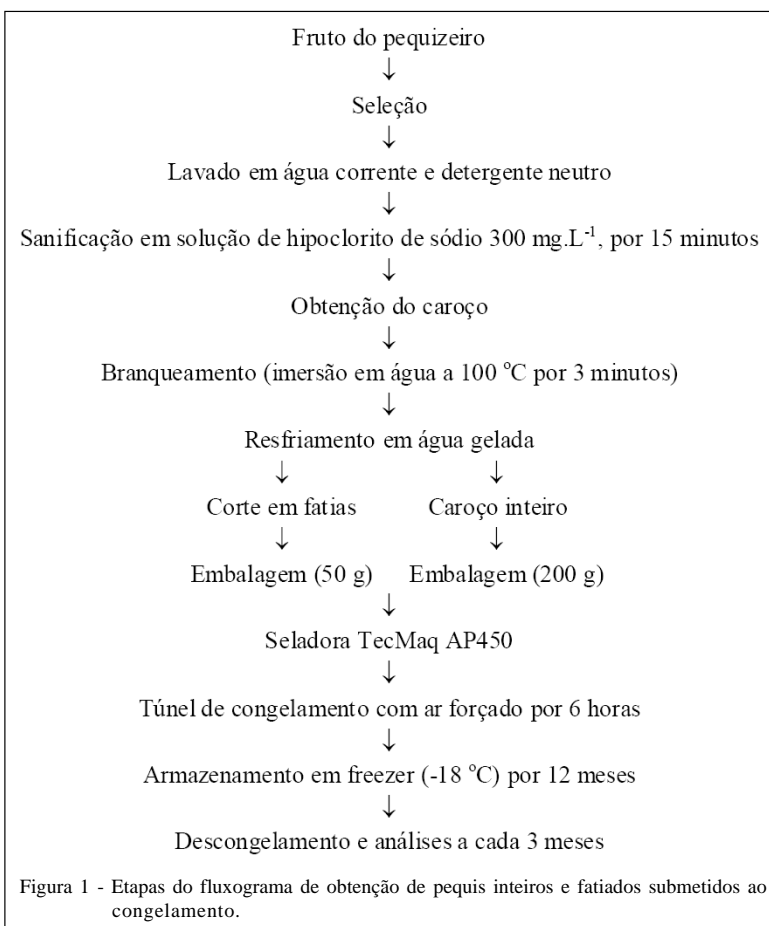 Fruto do pequizeiro
↓
Seleção
↓
Lavado em água corrente e detergente neutro
↓
Sanificação em solução de hipoclorito de sódio 300 mg.L⁻¹, por 15 minutos
↓
Obtenção do caroço
↓
Branqueamento (imersão em água a 100 °C por 3 minutos)
↓
Resfriamento em água gelada
↓ ↓
Corte em fatias Caroço inteiro
↓ ↓
Embalagem (50 g) Embalagem (200 g)
↓
Seladora TecMaq AP450
↓
Túnel de congelamento com ar forçado por 6 horas
↓
Armazenamento em freezer (-18 °C) por 12 meses
↓
Descongelamento e análises a cada 3 meses
Figura 1 - Etapas do fluxograma de obtenção de pequis inteiros e fatiados submetidos ao
congelamento.